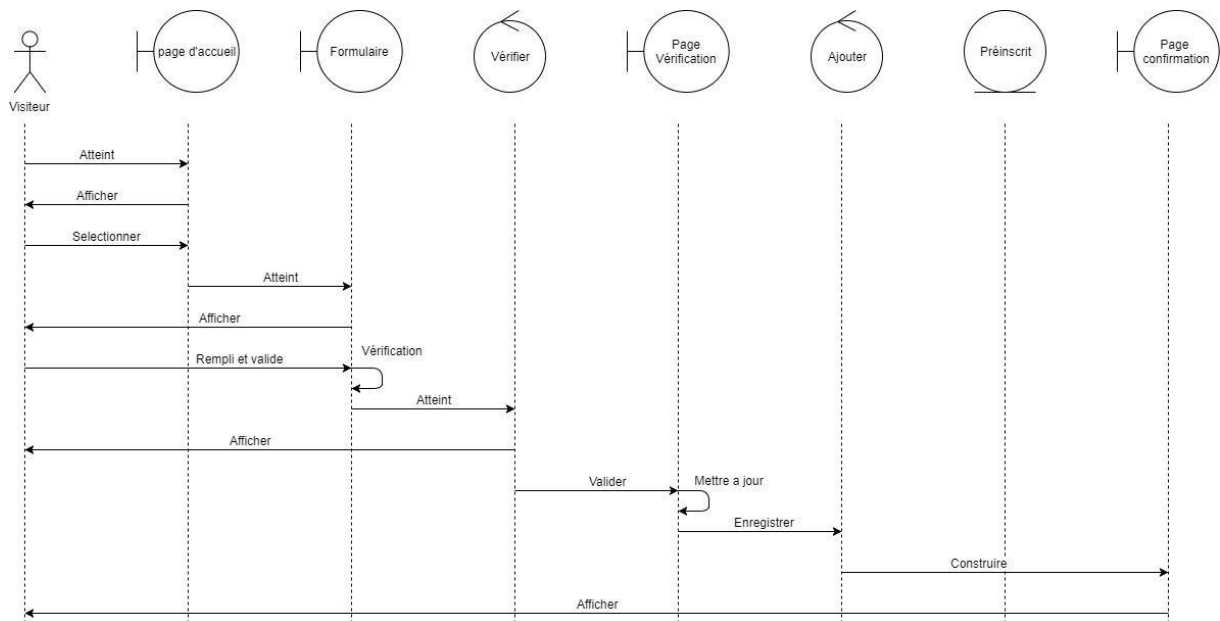 page d'accueil
Formulaire
Vérifier
Page
Vérification
Ajouter
Préinscrit
Page
confirmation
Visiteur
Atteint
Afficher
Selectionner
Atteint
Afficher
Rempli et valide
Vérification
Atteint
Afficher
Valider
Mettre a jour
Enregistrer
Construire
Afficher